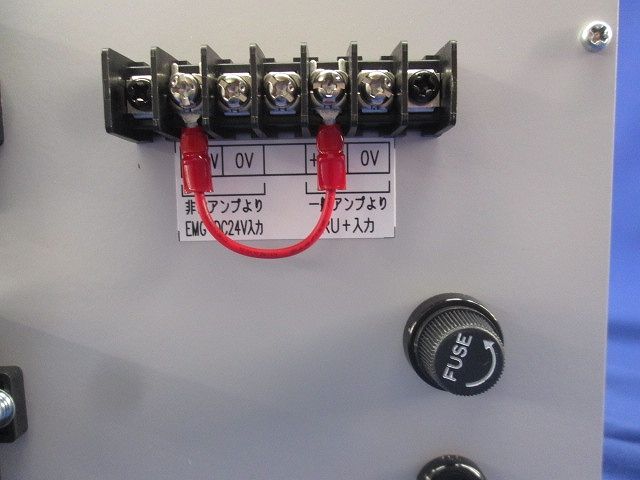 V 0V + 0V
非 アンプより 一 アンプより
EMG DC24V入力 RU+入力
FUSE